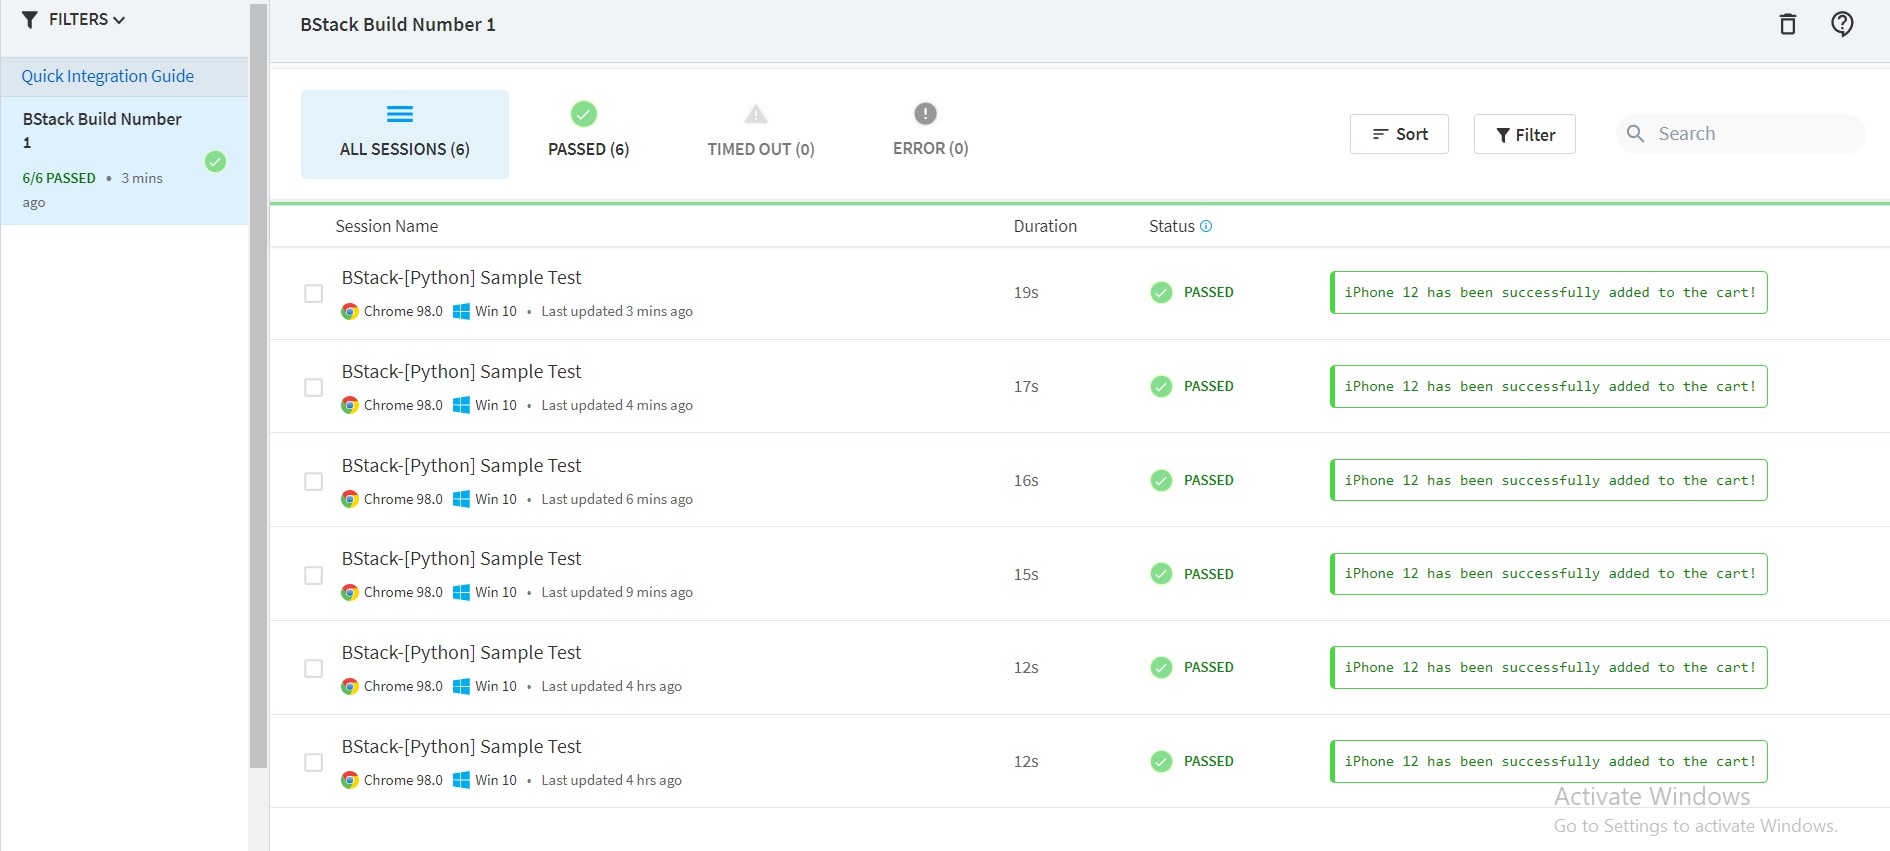 FILTERS
BStack Build Number 1
Quick Integration Guide
BStack Build Number
1
6/6 PASSED • 3 mins
ago
ALL SESSIONS (6)
PASSED (6)
TIMED OUT (0)
ERROR (0)
Sort
Filter
Search
Session Name Duration Status
BStack-[Python] Sample Test
Chrome 98.0 Win 10 • Last updated 3 mins ago
19s
PASSED
iPhone 12 has been successfully added to the cart!
BStack-[Python] Sample Test
Chrome 98.0 Win 10 • Last updated 4 mins ago
17s
PASSED
iPhone 12 has been successfully added to the cart!
BStack-[Python] Sample Test
Chrome 98.0 Win 10 • Last updated 6 mins ago
16s
PASSED
iPhone 12 has been successfully added to the cart!
BStack-[Python] Sample Test
Chrome 98.0 Win 10 • Last updated 9 mins ago
15s
PASSED
iPhone 12 has been successfully added to the cart!
BStack-[Python] Sample Test
Chrome 98.0 Win 10 • Last updated 4 hrs ago
12s
PASSED
iPhone 12 has been successfully added to the cart!
BStack-[Python] Sample Test
Chrome 98.0 Win 10 • Last updated 4 hrs ago
12s
PASSED
iPhone 12 has been successfully added to the cart!
Activate Windows
Go to Settings to activate Windows.